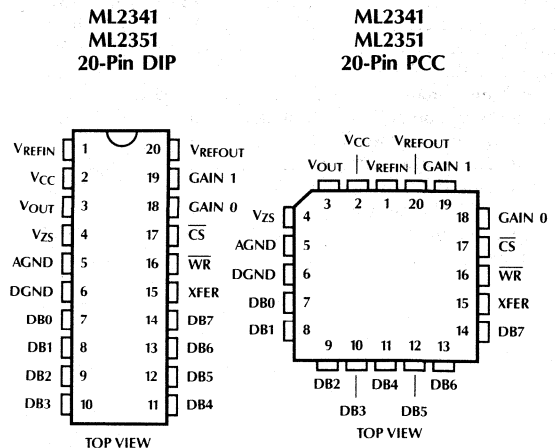 ML2341
ML2351
20-Pin DIP
VREFIN 1 20 VREFOUT
VCC 2 19 GAIN 1
VOUT 3 18 GAIN 0
VZS 4 17 C̅S̅
AGND 5 16 W̅R̅
DGND 6 15 XFER
DB0 7 14 DB7
DB1 8 13 DB6
DB2 9 12 DB5
DB3 10 11 DB4
TOP VIEW
ML2341
ML2351
20-Pin PCC
VCC VREFOUT
VOUT VREFIN GAIN 1
3 2 1 20 19
VZS 4 18 GAIN 0
AGND 5 17 C̅S̅
DGND 6 16 W̅R̅
DB0 7 15 XFER
DB1 8 14 DB7
9 10 11 12 13
DB2 DB4 DB6
DB3 DB5
TOP VIEW